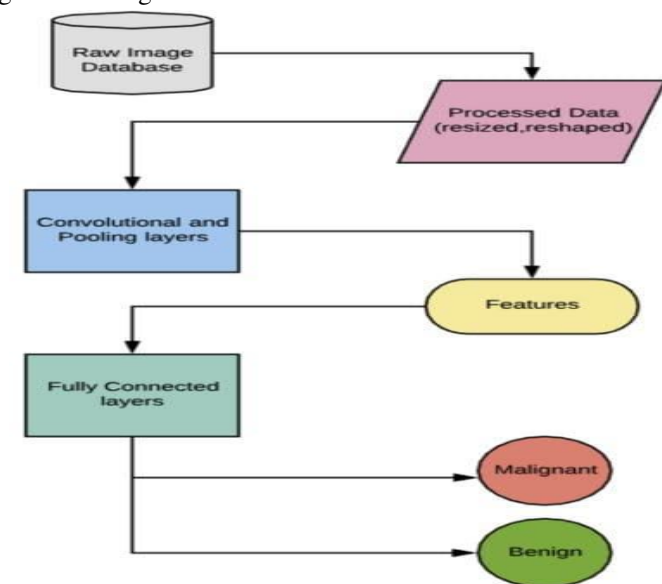 Raw Image
Database
Processed Data
(resized,reshaped)
Convolutional and
Pooling layers
Features
Fully Connected
layers
Malignant
Benign